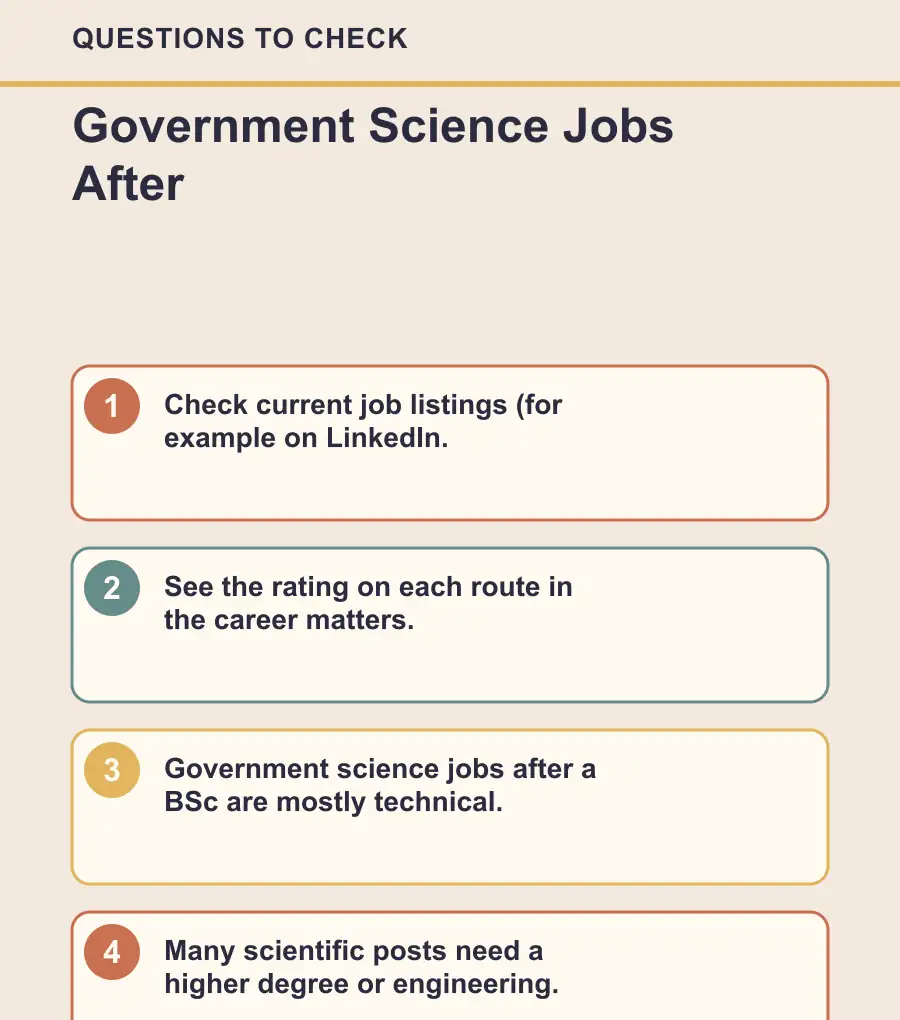 QUESTIONS TO CHECK
Government Science Jobs
After
1
Check current job listings (for
example on LinkedIn.
2
See the rating on each route in
the career matters.
3
Government science jobs after a
BSc are mostly technical.
4
Many scientific posts need a
higher degree or engineering.